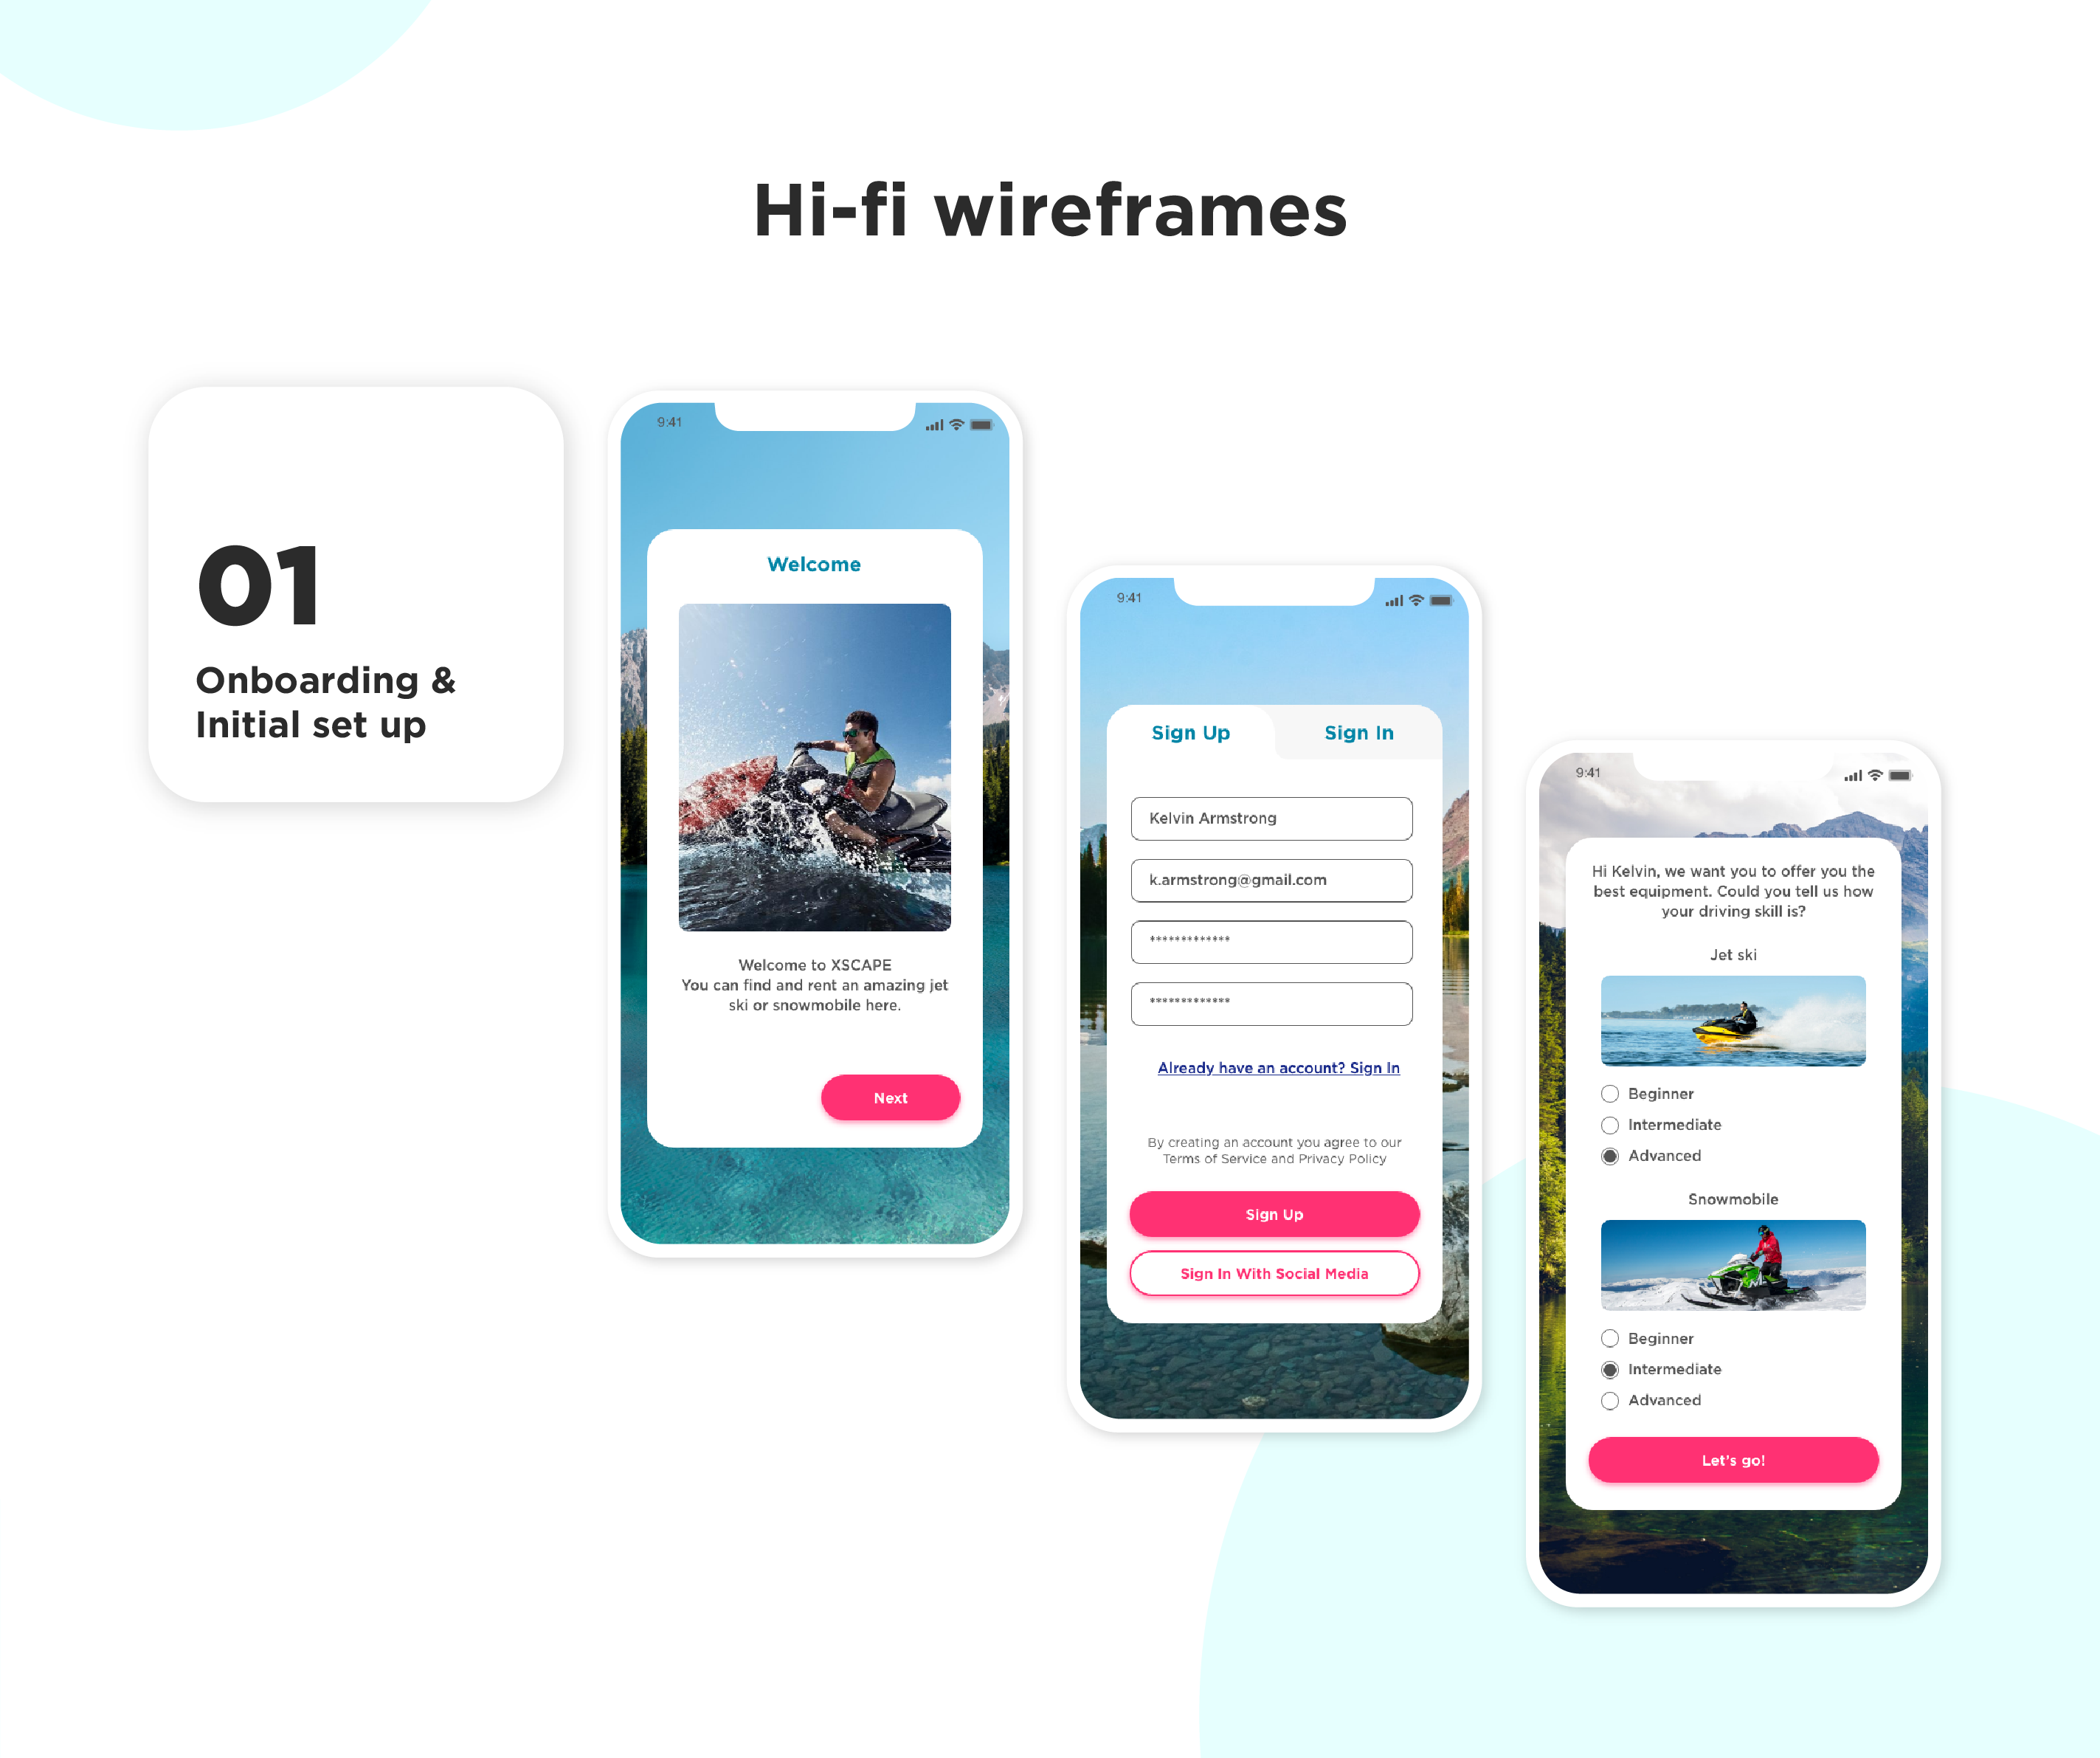 Hi-fi wireframes
01
Onboarding &
Initial set up
9:41
Welcome
Welcome to XSCAPE
You can find and rent an amazing jet
ski or snowmobile here.
Next
9:41
Sign Up
Sign In
Kelvin Armstrong
k.armstrong@gmail.com
*************
*************
Already have an account? Sign In
By creating an account you agree to our
Terms of Service and Privacy Policy
Sign Up
Sign In With Social Media
9:41
Hi Kelvin, we want you to offer you the
best equipment. Could you tell us how
your driving skill is?
Jet ski
Beginner
Intermediate
Advanced
Snowmobile
Beginner
Intermediate
Advanced
Let's go!